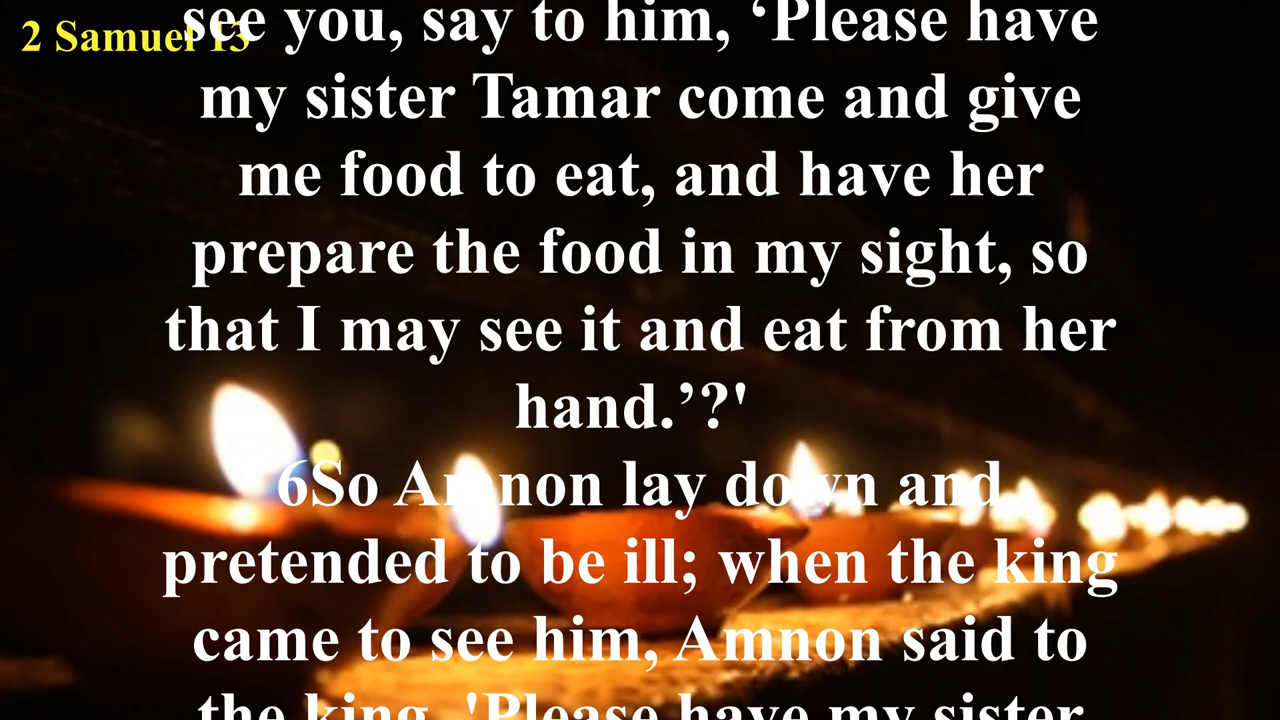 2 Samuel 13
see you, say to him, ‘Please have
my sister Tamar come and give
me food to eat, and have her
prepare the food in my sight, so
that I may see it and eat from her
hand.’?'
6So Amnon lay down and
pretended to be ill; when the king
came to see him, Amnon said to
the king, 'Please have my sister